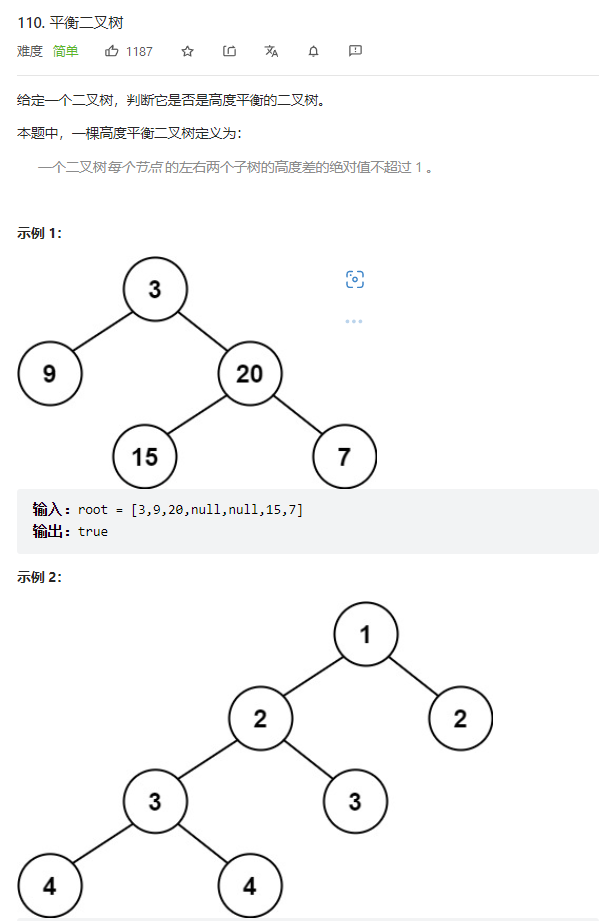 110. 平衡二叉树
难度 简单 1187
给定一个二叉树，判断它是否是高度平衡的二叉树。
本题中，一棵高度平衡二叉树定义为：
一个二叉树每个节点 的左右两个子树的高度差的绝对值不超过 1 。
示例 1：
3
9 20
15 7
输入：root = [3,9,20,null,null,15,7]
输出：true
示例 2：
1
2 2
3 3
4 4